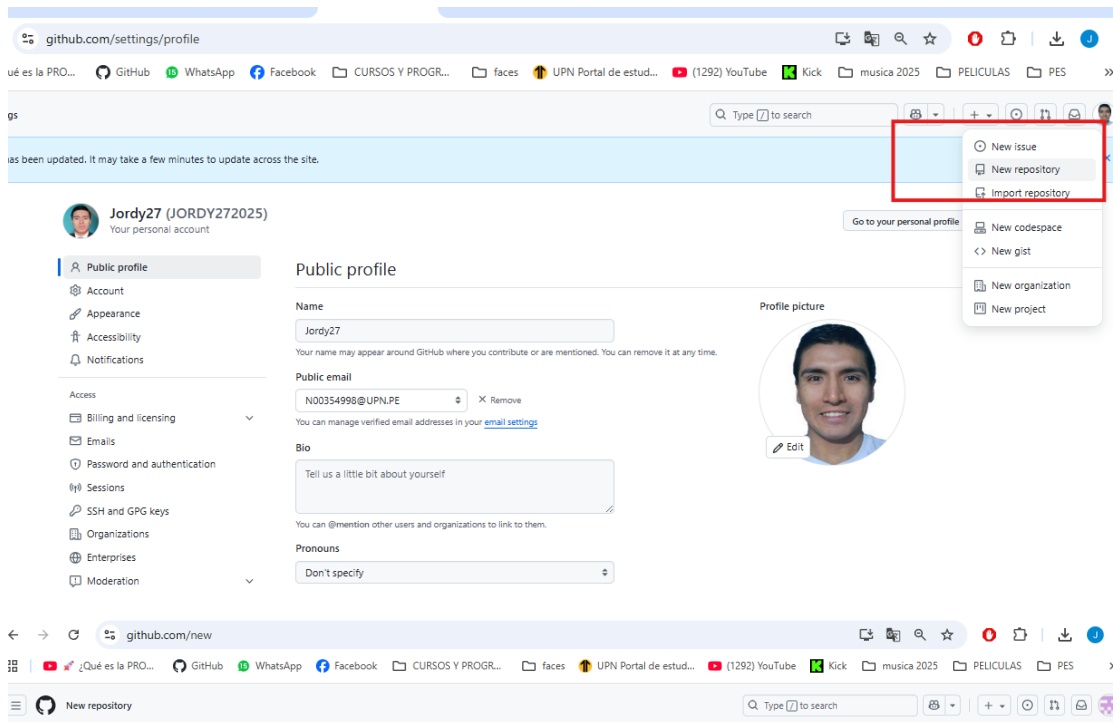 github.com/settings/profile
J
ué es la PRO... GitHub WhatsApp Facebook CURSOS Y PROGR... faces UPN Portal de estud... (1292) YouTube Kick musica 2025 PELICULAS PES »
gs
Type / to search
as been updated. It may take a few minutes to update across the site.
New issue
New repository
Import repository
New codespace
New gist
New organization
New project
Jordy27 (JORDY272025)
Your personal account
Go to your personal profile
Public profile
Account
Appearance
Accessibility
Notifications
Access
Billing and licensing
Emails
Password and authentication
Sessions
SSH and GPG keys
Organizations
Enterprises
Moderation
Public profile
Name
Jordy27
Your name may appear around GitHub where you contribute or are mentioned. You can remove it at any time.
Public email
N00354998@UPN.PE
Remove
You can manage verified email addresses in your email settings
Bio
Tell us a little bit about yourself
You can @mention other users and organizations to link to them.
Pronouns
Don't specify
Profile picture
Edit
github.com/new
J
¿Qué es la PRO... GitHub WhatsApp Facebook CURSOS Y PROGR... faces UPN Portal de estud... (1292) YouTube Kick musica 2025 PELICULAS PES
New repository
Type / to search